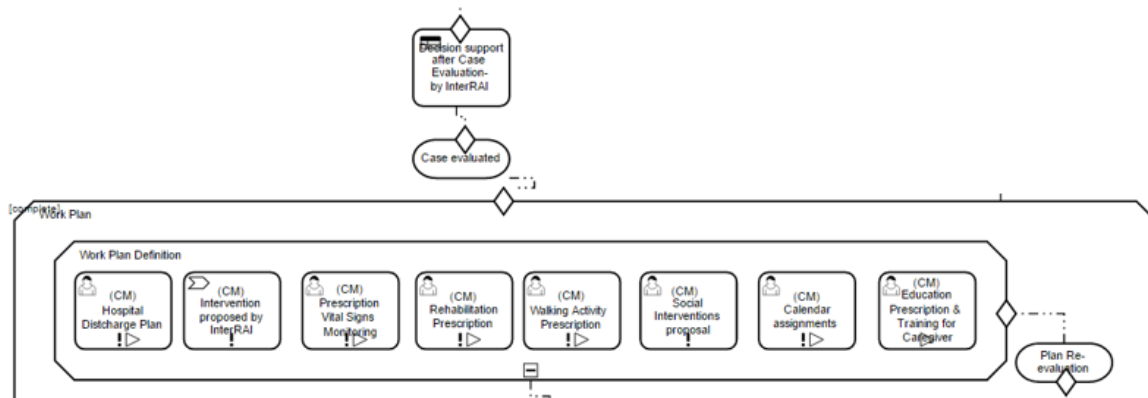 Decision support
after Case
Evaluation-
by InterRAI
Case evaluated
[complete]
Work Plan
Work Plan Definition
(CM)
Hospital
Distcharge Plan
(CM)
Intervention
proposed by
InterRAI
(CM)
Prescription
Vital Signs
Monitoring
(CM)
Rehabilitation
Prescription
(CM)
Walking Activity
Prescription
(CM)
Social
Interventions
proposal
(CM)
Calendar
assignments
(CM)
Education
Prescription &
Training for
Caregiver
Plan Re-
evaluation